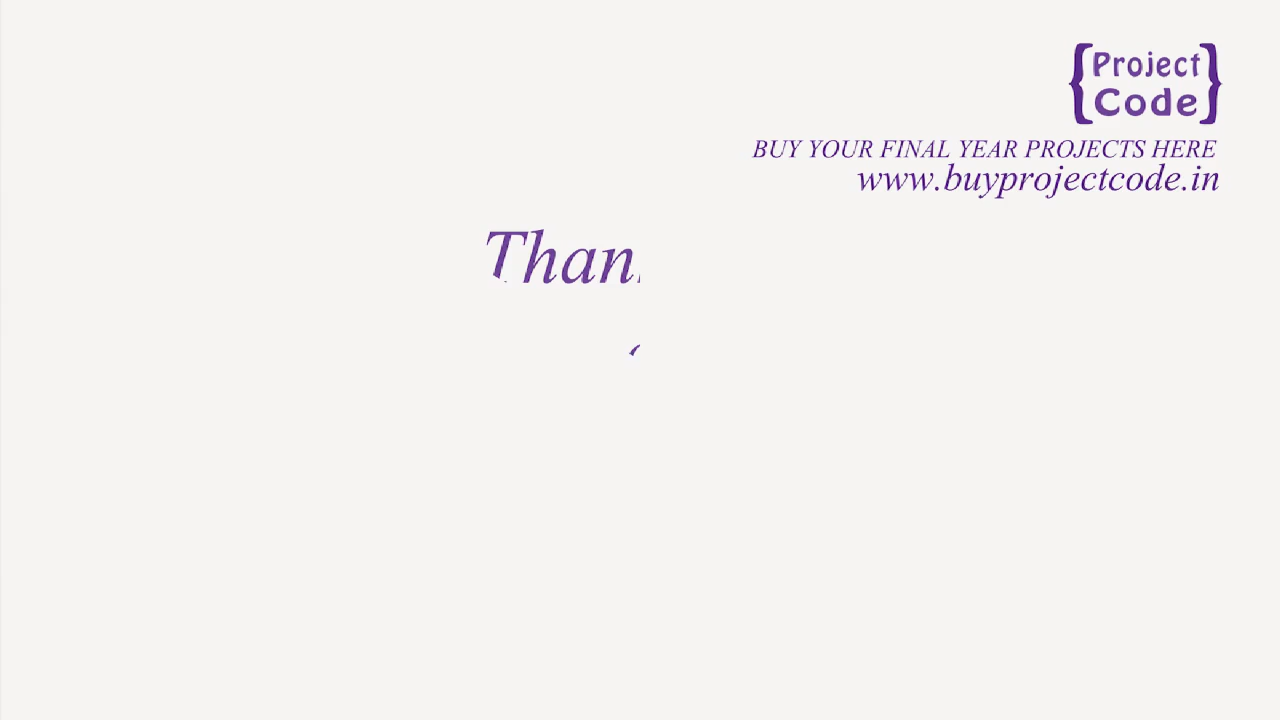 {Project
Code}
BUY YOUR FINAL YEAR PROJECTS HERE
www.buyprojectcode.in
Than